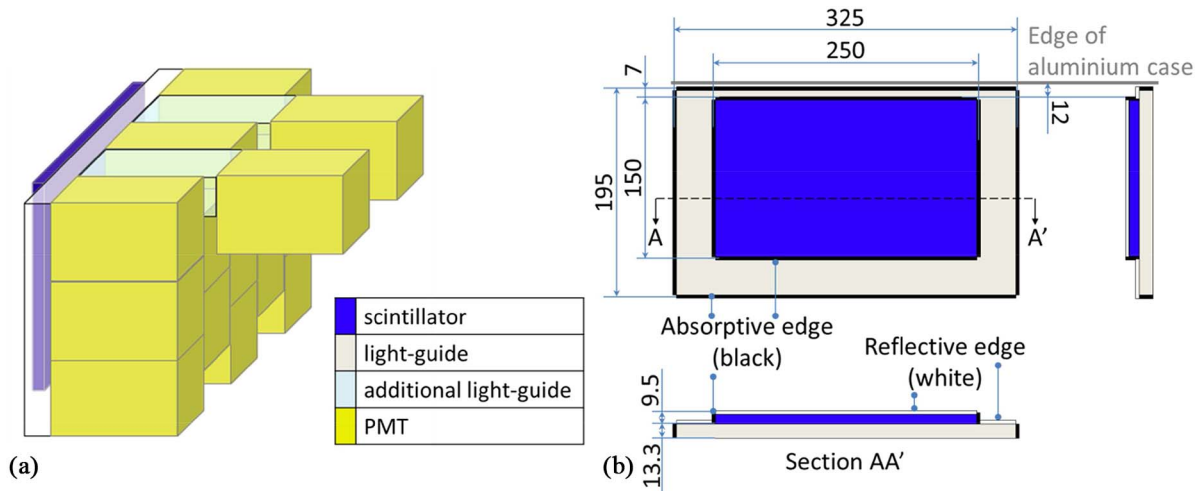 scintillator
light-guide
additional light-guide
PMT
(a)
325
250
Edge of
aluminium case
7
12
195
150
A
A’
Absorptive edge
(black)
Reflective edge
(white)
9.5
13.3
Section AA’
(b)